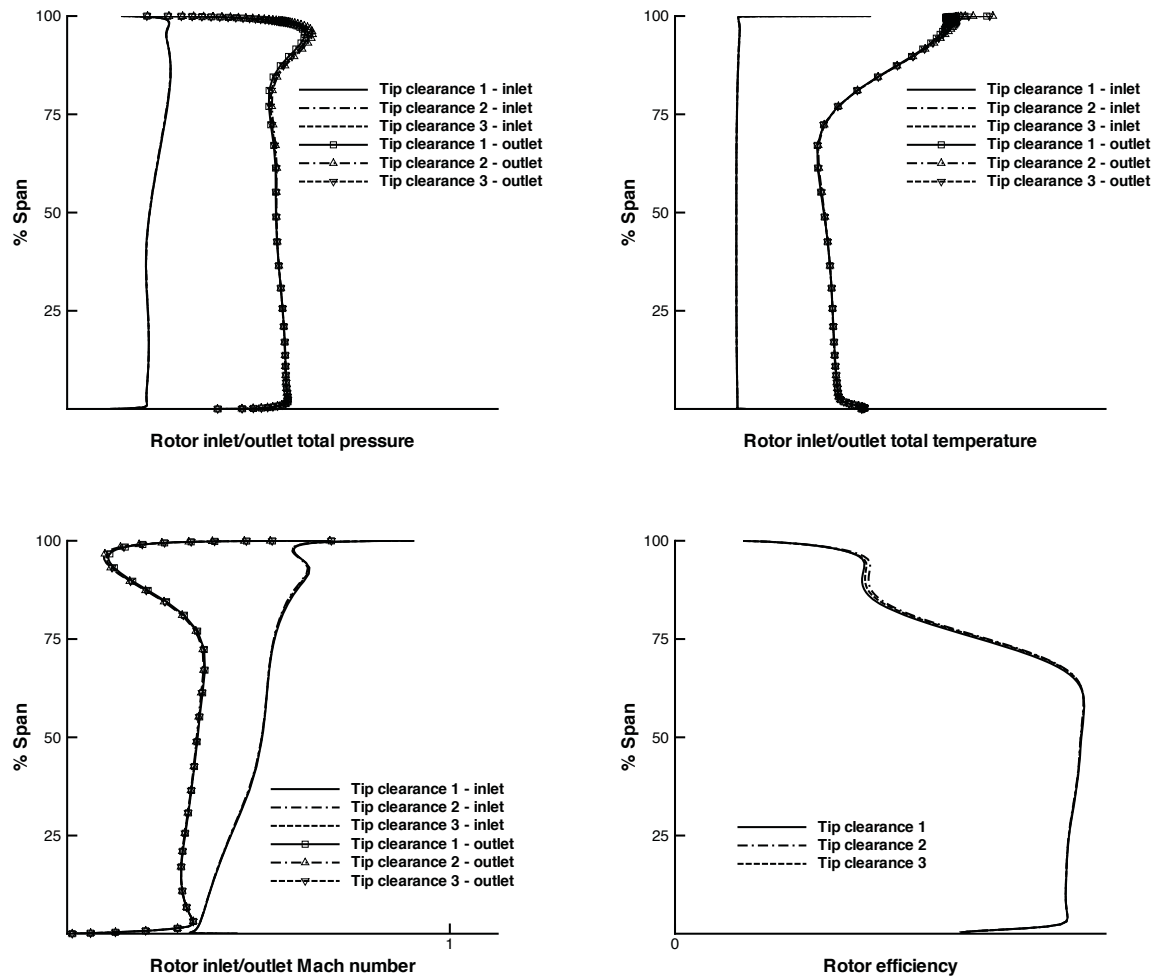 100
75
50
25
% Span
Tip clearance 1 - inlet
Tip clearance 2 - inlet
Tip clearance 3 - inlet
Tip clearance 1 - outlet
Tip clearance 2 - outlet
Tip clearance 3 - outlet
Rotor inlet/outlet total pressure
100
75
50
25
% Span
Tip clearance 1 - inlet
Tip clearance 2 - inlet
Tip clearance 3 - inlet
Tip clearance 1 - outlet
Tip clearance 2 - outlet
Tip clearance 3 - outlet
Rotor inlet/outlet total temperature
100
75
50
25
% Span
Tip clearance 1 - inlet
Tip clearance 2 - inlet
Tip clearance 3 - inlet
Tip clearance 1 - outlet
Tip clearance 2 - outlet
Tip clearance 3 - outlet
1
Rotor inlet/outlet Mach number
100
75
50
25
% Span
Tip clearance 1
Tip clearance 2
Tip clearance 3
0
Rotor efficiency